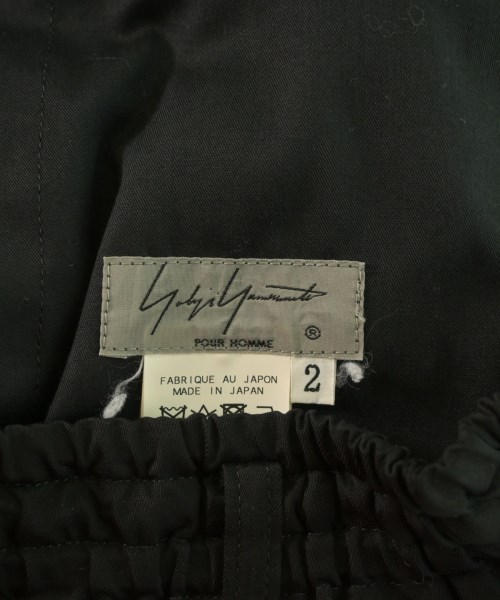 Yohji Yamamoto
®
POUR HOMME
FABRIQUE AU JAPON
MADE IN JAPAN
2